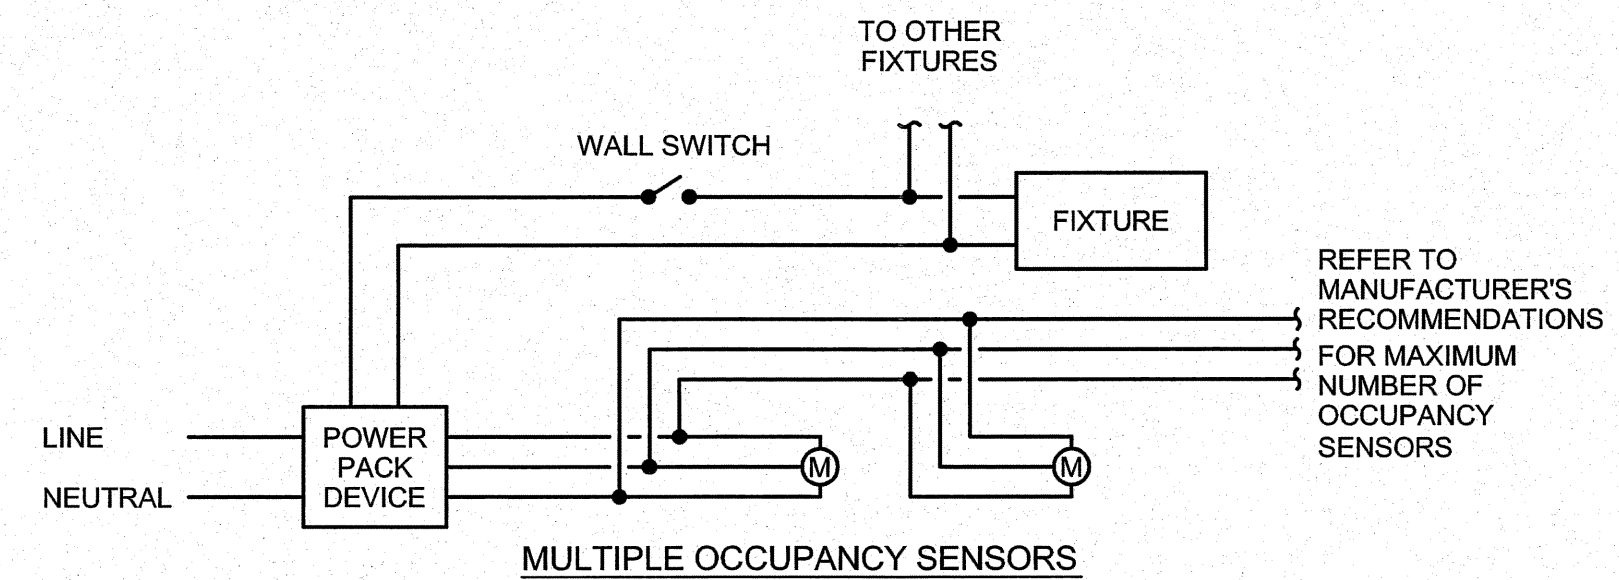 TO OTHER
FIXTURES
WALL SWITCH
FIXTURE
REFER TO
MANUFACTURER'S
RECOMMENDATIONS
FOR MAXIMUM
NUMBER OF
OCCUPANCY
SENSORS
LINE
NEUTRAL
POWER
PACK
DEVICE
M
M
MULTIPLE OCCUPANCY SENSORS